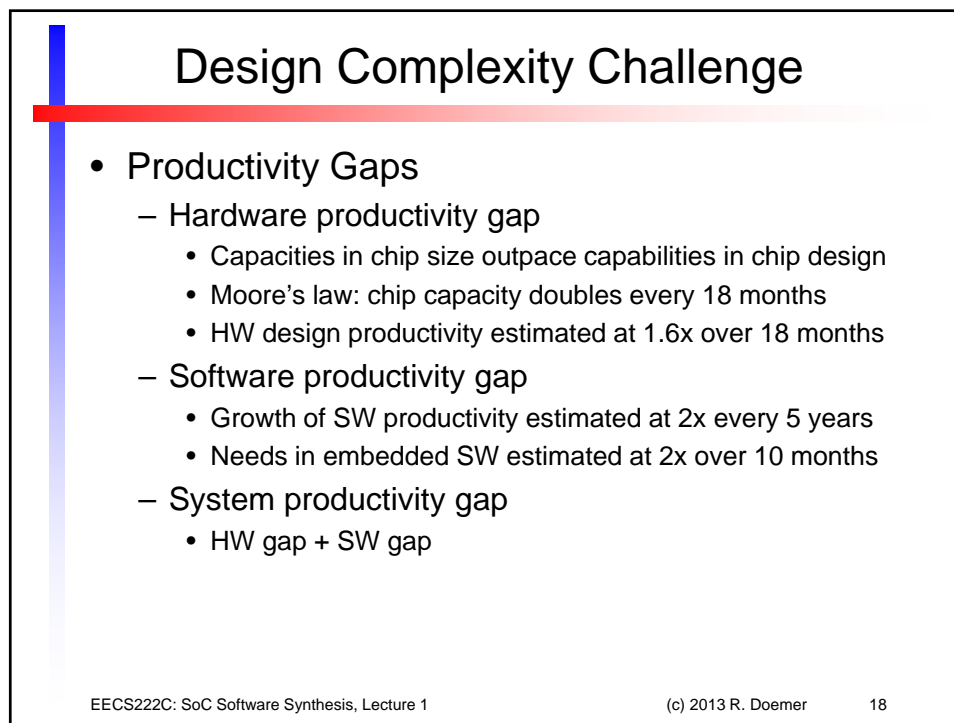 Design Complexity Challenge
• Productivity Gaps
– Hardware productivity gap
• Capacities in chip size outpace capabilities in chip design
• Moore's law: chip capacity doubles every 18 months
• HW design productivity estimated at 1.6x over 18 months
– Software productivity gap
• Growth of SW productivity estimated at 2x every 5 years
• Needs in embedded SW estimated at 2x over 10 months
– System productivity gap
• HW gap + SW gap
EECS222C: SoC Software Synthesis, Lecture 1 (c) 2013 R. Doemer 18